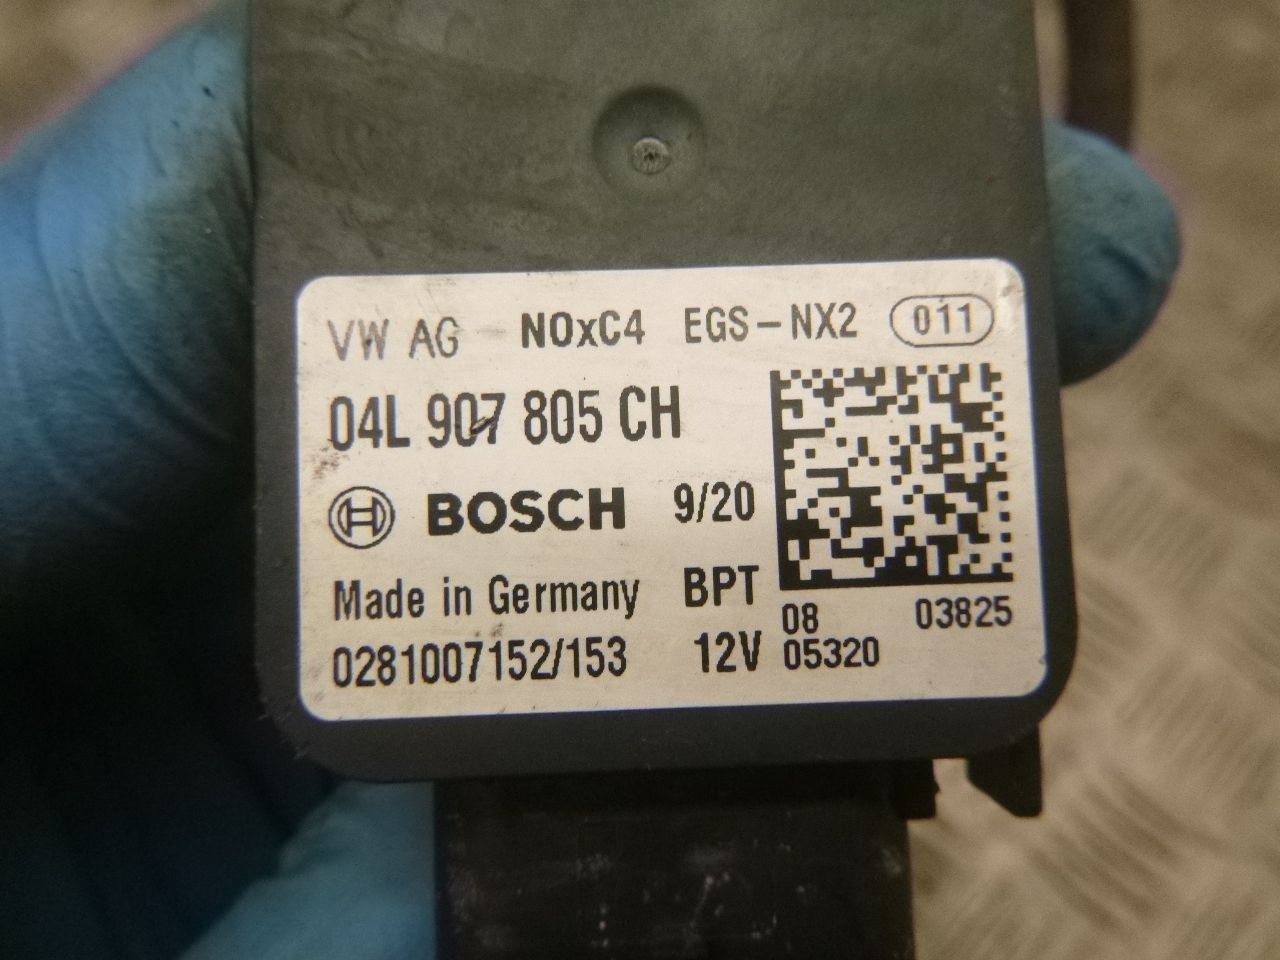 VW AG NOxC4 EGS-NX2 011
04L 907 805 CH
BOSCH 9/20
Made in Germany BPT
08 03825
0281007152/153 12V 05320